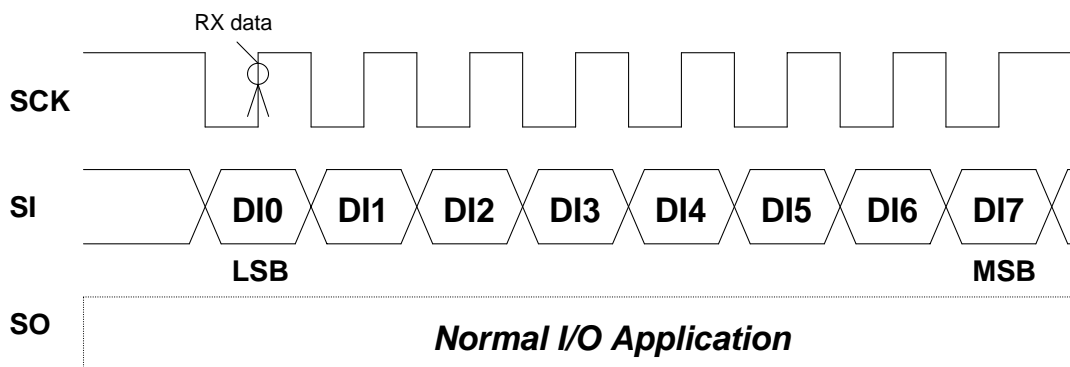 RX data
SCK
SI DI0 DI1 DI2 DI3 DI4 DI5 DI6 DI7
LSB MSB
SO Normal I/O Application